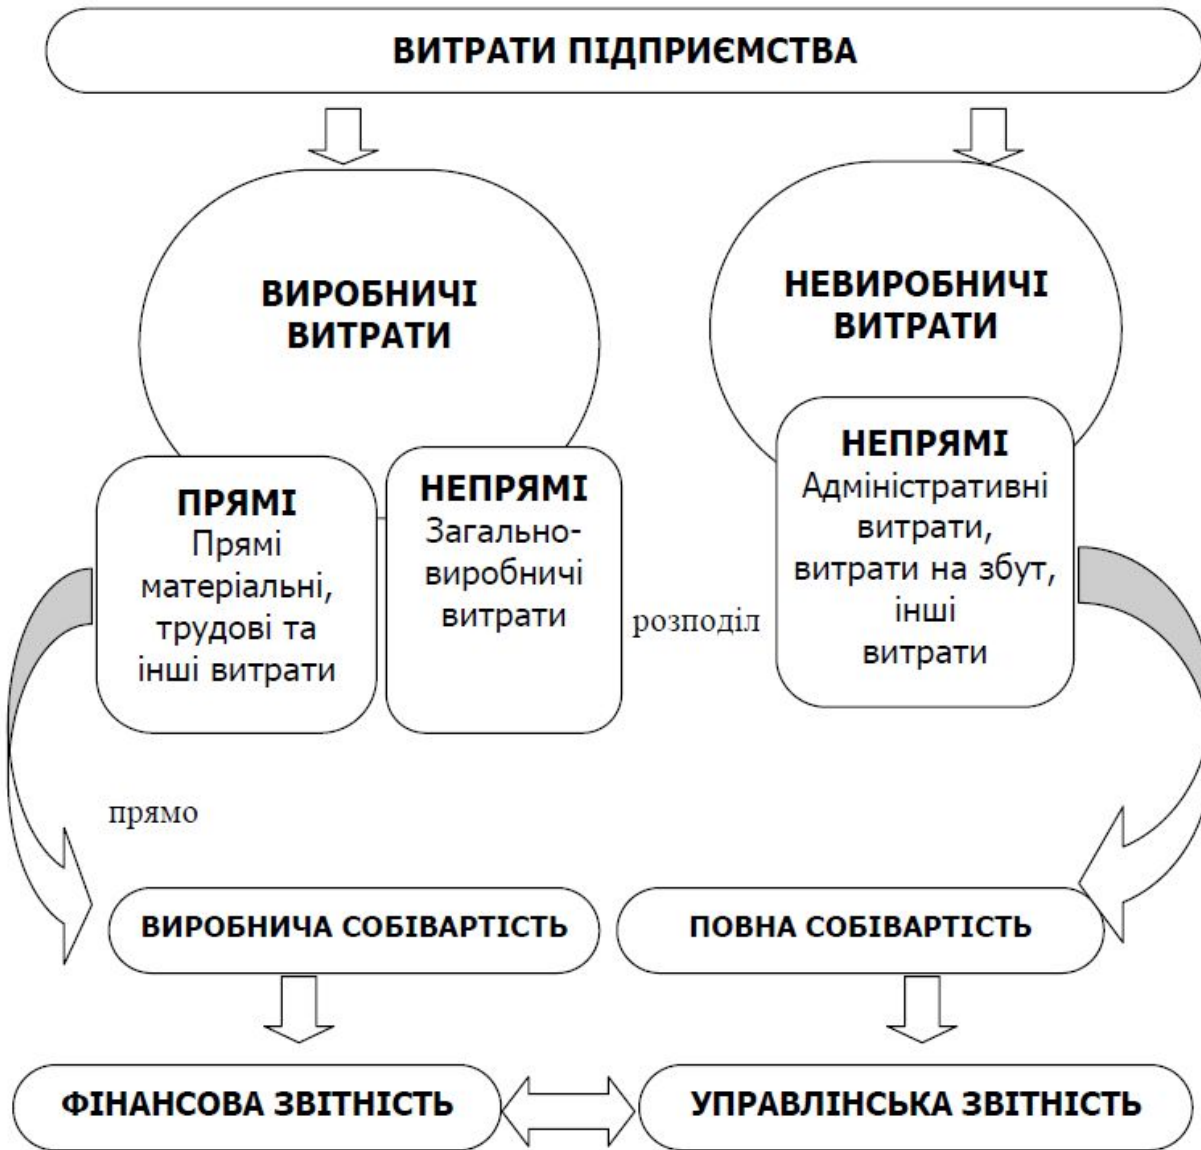 ВИТРАТИ ПІДПРИЄМСТВА
ВИРОБНИЧІ
ВИТРАТИ
НЕВИРОБНИЧІ
ВИТРАТИ
ПРЯМІ
Прямі
матеріальні,
трудові та
інші витрати
НЕПРЯМІ
Загально-
виробничі
витрати
розподіл
НЕПРЯМІ
Адміністративні
витрати,
витрати на збут,
інші
витрати
прямо
ВИРОБНИЧА СОБІВАРТІСТЬ
ПОВНА СОБІВАРТІСТЬ
ФІНАНСОВА ЗВІТНІСТЬ
УПРАВЛІНСЬКА ЗВІТНІСТЬ